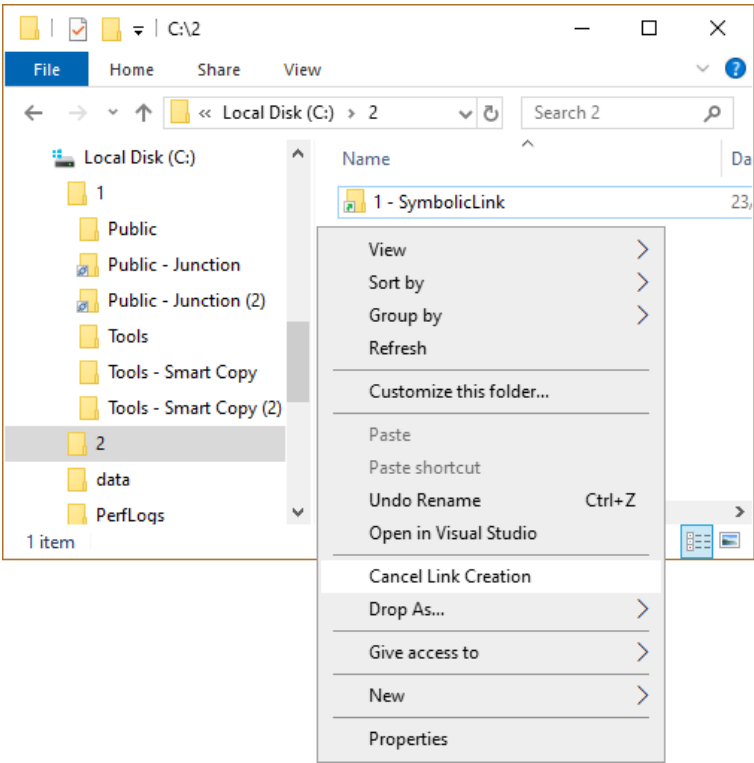 C:\2
File Home Share View
« Local Disk (C:) > 2 Search 2
Local Disk (C:)
1
Public
Public - Junction
Public - Junction (2)
Tools
Tools - Smart Copy
Tools - Smart Copy (2)
2
data
PerfLogs
1 item
Name Da
1 - SymbolicLink 23,
View
Sort by
Group by
Refresh
Customize this folder...
Paste
Paste shortcut
Undo Rename Ctrl+Z
Open in Visual Studio
Cancel Link Creation
Drop As...
Give access to
New
Properties